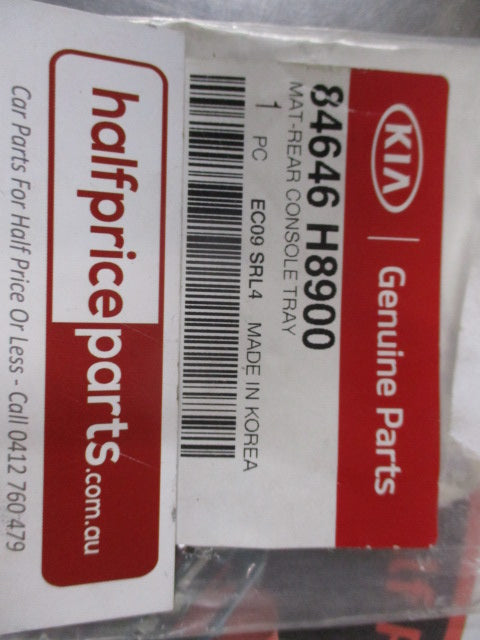 KIA | Genuine Parts
84646 H8900
MAT-REAR CONSOLE TRAY
1 PC EC09 SRL4 MADE IN KOREA
halfpriceparts.com.au
Car Parts For Half Price Or Less - Call 0412 760 479